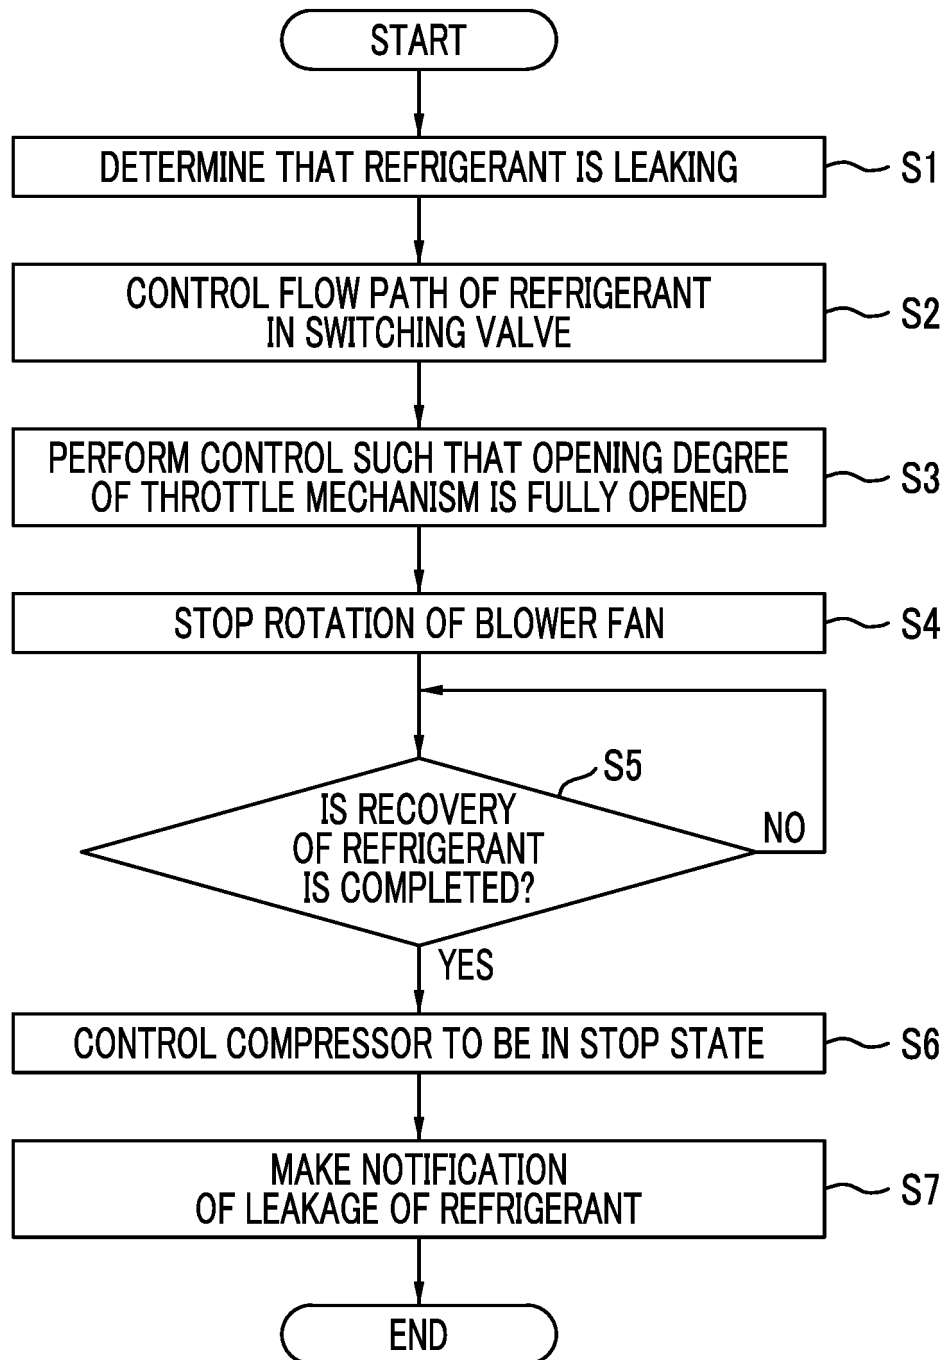 START
DETERMINE THAT REFRIGERANT IS LEAKING
S1
CONTROL FLOW PATH OF REFRIGERANT
IN SWITCHING VALVE
S2
PERFORM CONTROL SUCH THAT OPENING DEGREE
OF THROTTLE MECHANISM IS FULLY OPENED
S3
STOP ROTATION OF BLOWER FAN
S4
S5
IS RECOVERY
OF REFRIGERANT
IS COMPLETED?
NO
YES
CONTROL COMPRESSOR TO BE IN STOP STATE
S6
MAKE NOTIFICATION
OF LEAKAGE OF REFRIGERANT
S7
END